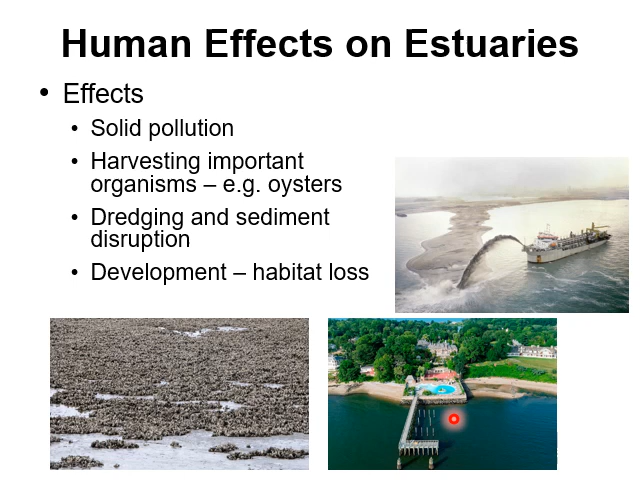 Human Effects on Estuaries
• Effects
• Solid pollution
• Harvesting important
organisms – e.g. oysters
• Dredging and sediment
disruption
• Development – habitat loss